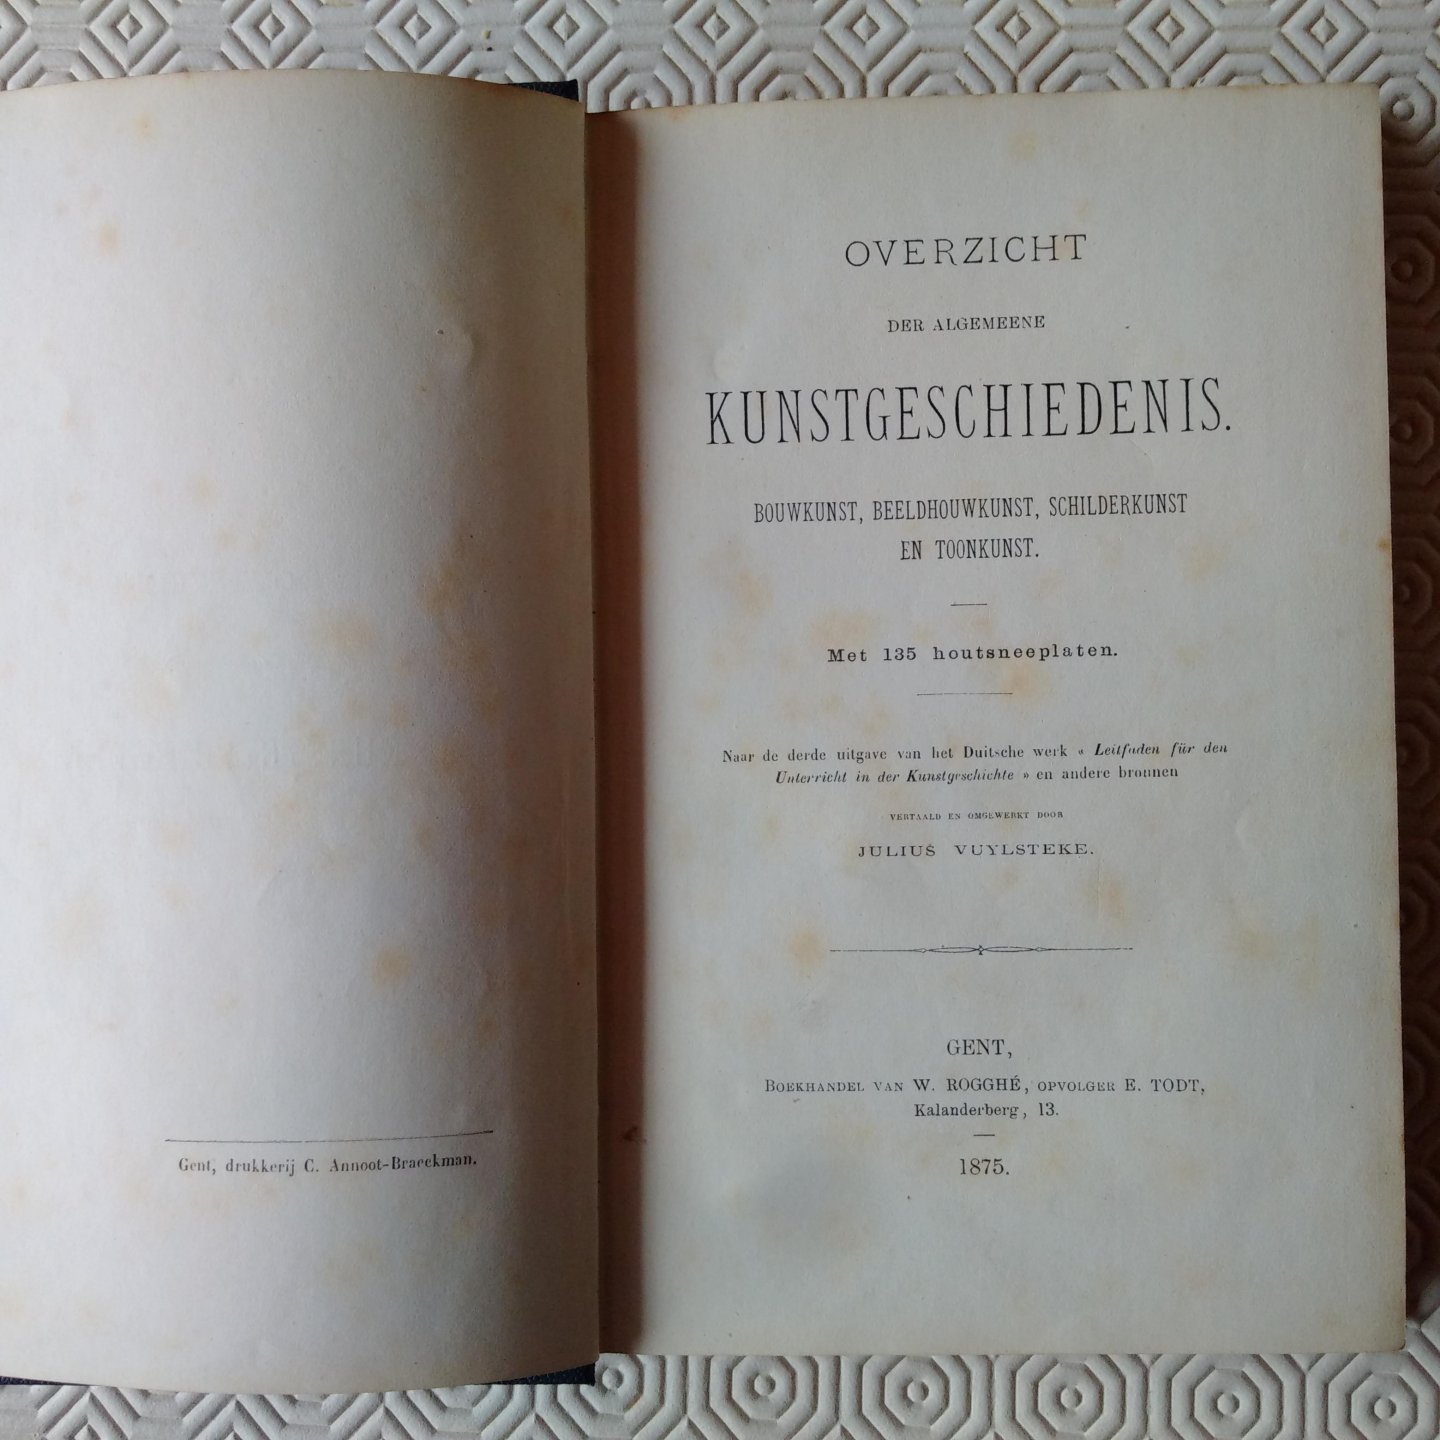 Gent, drukkerij C. Annoot-Braeckman.
OVERZICHT
DER ALGEMEENE
KUNSTGESCHIEDENIS.
BOUWKUNST, BEELDHOUWKUNST, SCHILDERKUNST
EN TOONKUNST.
Met 135 houtsneeplaten.
Naar de derde uitgave van het Duitsche werk « Leitfaden für den
Unterricht in der Kunstgeschichte » en andere bronnen
VERTAALD EN OMGEWERKT DOOR
JULIUS VUYLSTEKE.
GENT,
BOEKHANDEL VAN W. ROGGHÉ, OPVOLGER E. TODT,
Kalanderberg, 13.
1875.